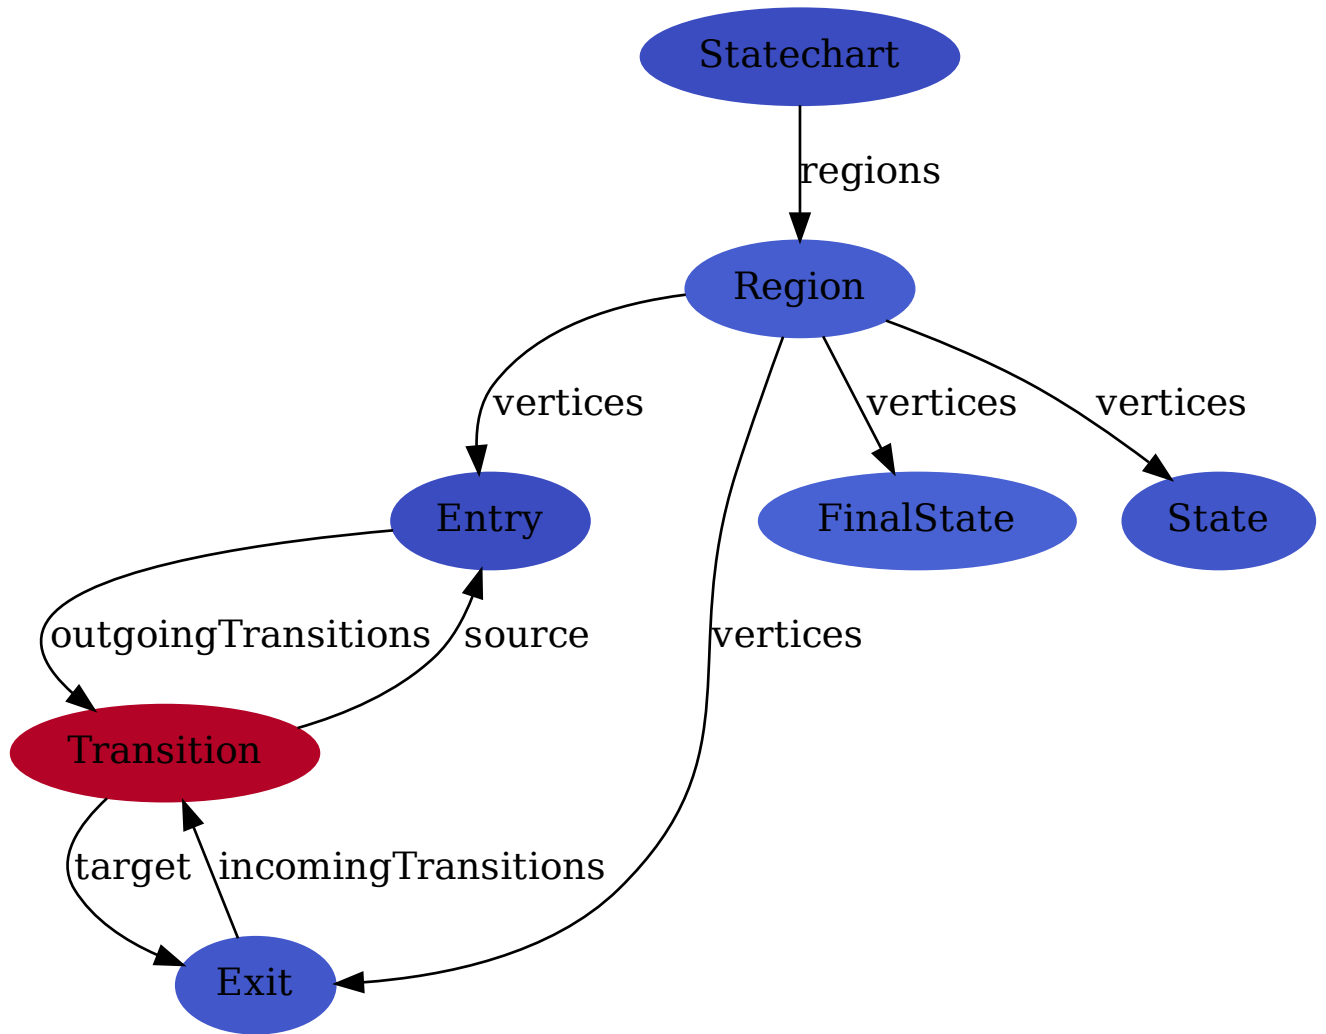 Statechart
regions
Region
vertices
vertices
vertices
Entry
FinalState
State
outgoingTransitions
source
vertices
Transition
target
incomingTransitions
Exit